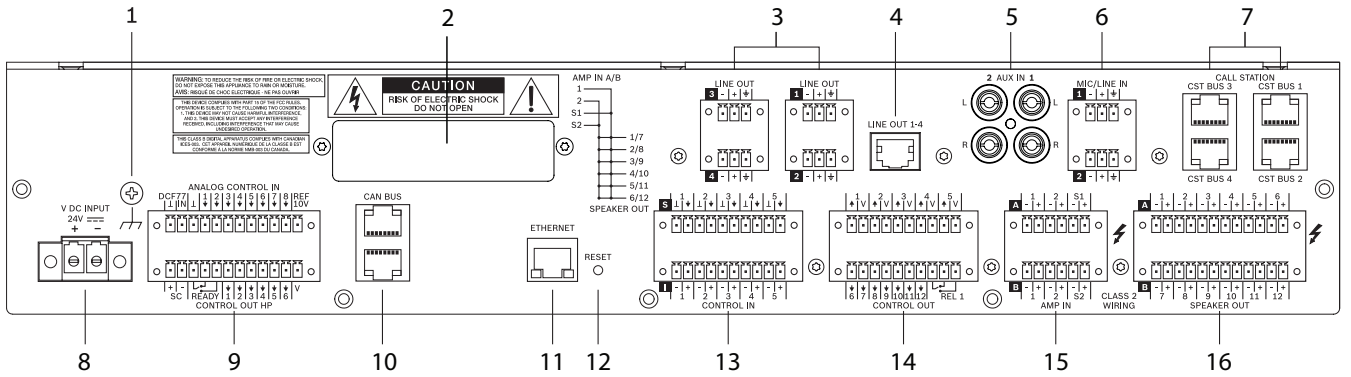 1
2
3
4
5
6
7
WARNING: TO REDUCE THE RISK OF FIRE OR ELECTRIC SHOCK,
DO NOT EXPOSE THIS APPLIANCE TO RAIN OR MOISTURE.
AVIS: RISQUE DE CHOC ELECTRIQUE - NE PAS OUVRIR
THIS DEVICE COMPLIES WITH PART 15 OF THE FCC RULES.
OPERATION IS SUBJECT TO THE FOLLOWING TWO CONDITIONS:
1, THIS DEVICE MAY NOT CAUSE HARMFUL INTERFERENCE,
AND 2, THIS DEVICE MUST ACCEPT ANY INTERFERENCE
RECEIVED, INCLUDING INTERFERENCE THAT MAY CAUSE
UNDESIRED OPERATION.
THIS CLASS B DIGITAL APPARATUS COMPLIES WITH CANADIAN
ICES-003. CET APPAREIL NUMÉRIQUE DE LA CLASSE B EST
CONFORME À LA NORME NMB-003 DU CANADA.
CAUTION
RISK OF ELECTRIC SHOCK
DO NOT OPEN
AMP IN A/B
1
2
S1
S2
1/7
2/8
3/9
4/10
5/11
6/12
SPEAKER OUT
LINE OUT
3 - +
4 - +
LINE OUT
1 - +
2 - +
LINE OUT 1-4
2 AUX IN 1
L L
R R
MIC/LINE IN
1 - +
2 - +
CALL STATION
CST BUS 3 CST BUS 1
CST BUS 4 CST BUS 2
V DC INPUT
24V
+ -
ANALOG CONTROL IN
DCF77 1 2 3 4 5 6 7 8 REF
IN 10V
+ - 1 2 3 4 5 6 V
SC READY
CONTROL OUT HP
CAN BUS
ETHERNET
RESET
S 1 2 3 4 5
I - + - + - + - + - +
1 2 3 4 5
CONTROL IN
1 2 3 4 5
V V V V V
6 7 8 9 10 11 12 REL 1
CONTROL OUT
1 2 S1
A - + - + - +
B - + - + - +
1 2 S2
AMP IN
CLASS 2
WIRING
1 2 3 4 5 6
A - + - + - + - + - + - +
B - + - + - + - + - + - +
7 8 9 10 11 12
SPEAKER OUT
8
9
10
11
12
13
14
15
16